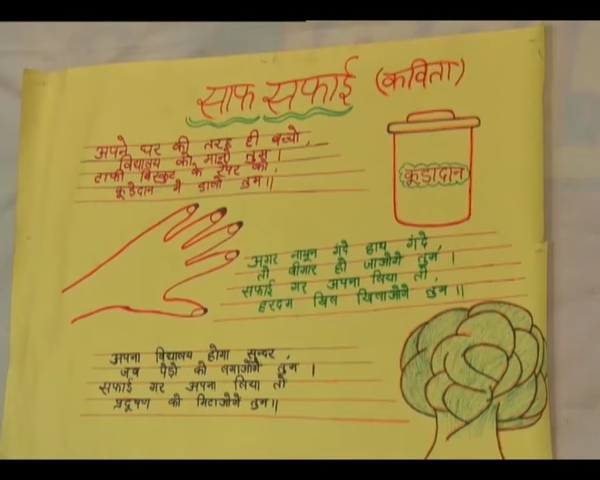 साफ सफाई (कविता)
अपने घर की तरह ही बच्चो,
विद्यालय को मानो तुम।
टाफी बिस्कुट के रैपर को,
कूड़ेदान मे डालो तुम॥
कूडादान
अगर नाखून गंदे हाथ गंदे,
तो बीमार हो जाओगे तुम।
सफाई गर अपना लिया तो,
हरदम खिल खिलाओगे तुम॥
अपना विद्यालय होगा सुन्दर,
जब पेड़ो को लगाओगे तुम।
सफाई गर अपना लिया तो
प्रदूषण को मिटाओगे तुम॥